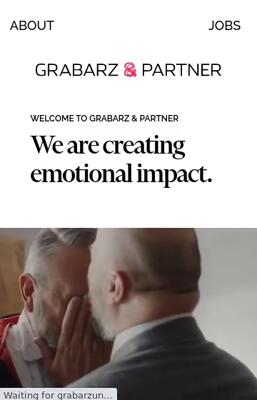 ABOUT
JOBS
GRABARZ & PARTNER
WELCOME TO GRABARZ & PARTNER
We are creating
emotional impact.
Waiting for grabarzun...